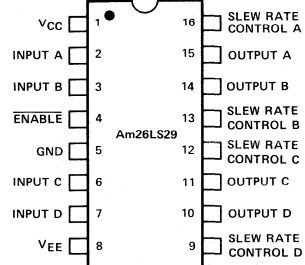 VCC 1 16 SLEW RATE CONTROL A
INPUT A 2 15 OUTPUT A
INPUT B 3 14 OUTPUT B
ENABLE 4 13 SLEW RATE CONTROL B
Am26LS29
GND 5 12 SLEW RATE CONTROL C
INPUT C 6 11 OUTPUT C
INPUT D 7 10 OUTPUT D
VEE 8 9 SLEW RATE CONTROL D